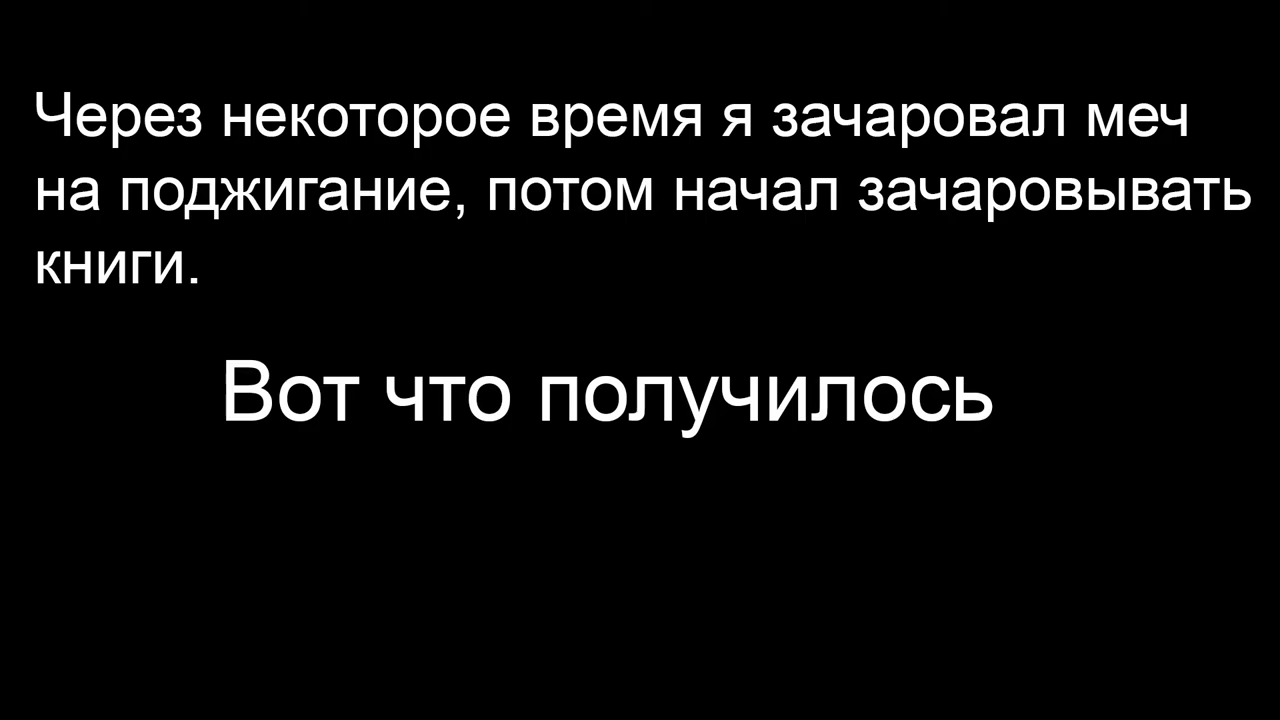 Через некоторое время я зачаровал меч
на поджигание, потом начал зачаровывать
книги.
Вот что получилось